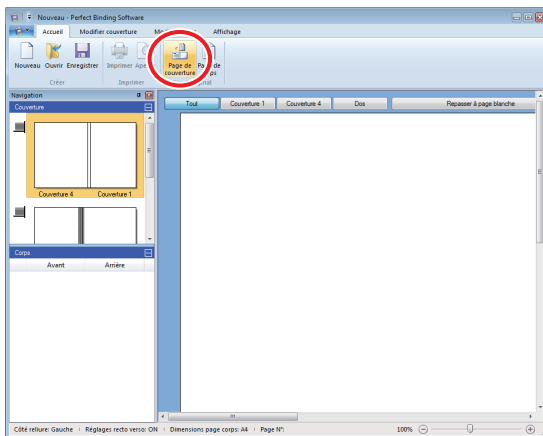 Nouveau - Perfect Binding Software
Accueil Modifier couverture Affichage
Nouveau Ouvrir Enregistrer Imprimer Page de couverture
Créer Imprimer
Navigation
Couverture
Tout Couverture 1 Couverture 4 Dos Repasser à page blanche
Couverture 4 Couverture 1
Corps
Avant Arrière
Côté reliure: Gauche Réglages recto verso: ON Dimensions page corps: A4 Page N°: 100%